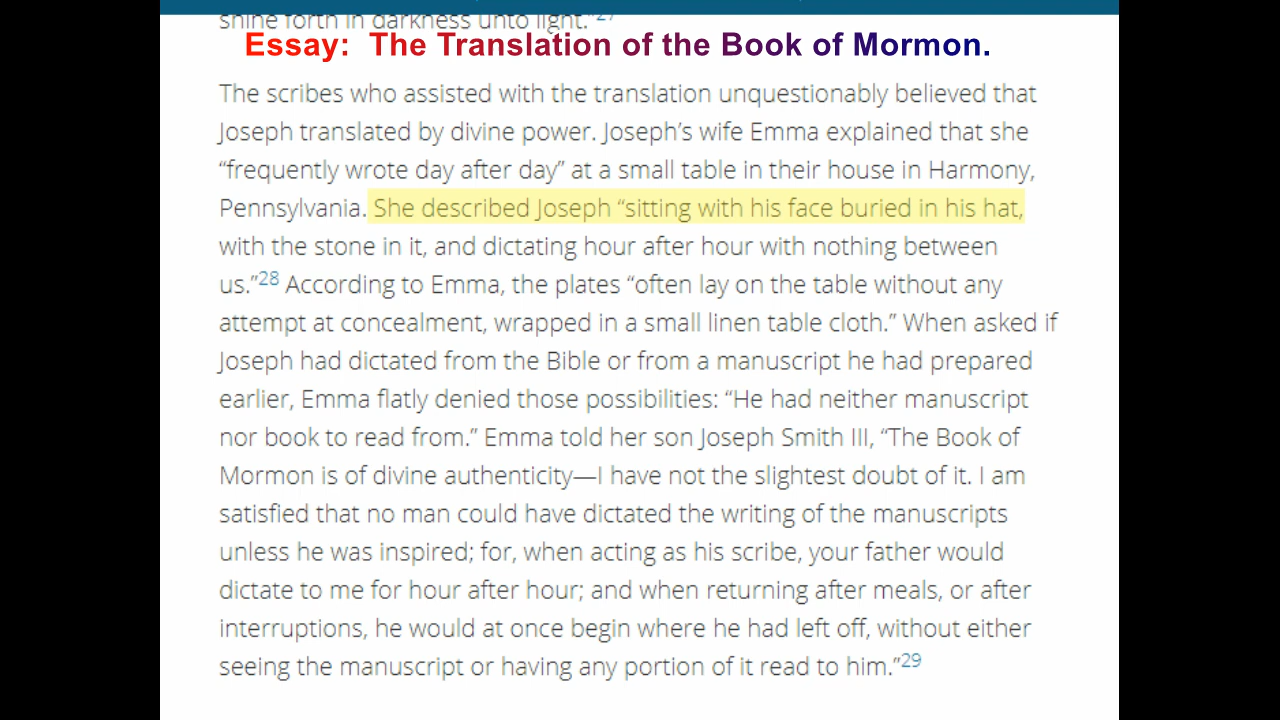 shine forth in darkness unto light.”27
Essay: The Translation of the Book of Mormon.
The scribes who assisted with the translation unquestionably believed that
Joseph translated by divine power. Joseph’s wife Emma explained that she
“frequently wrote day after day” at a small table in their house in Harmony,
Pennsylvania. She described Joseph “sitting with his face buried in his hat,
with the stone in it, and dictating hour after hour with nothing between
us.”28 According to Emma, the plates “often lay on the table without any
attempt at concealment, wrapped in a small linen table cloth.” When asked if
Joseph had dictated from the Bible or from a manuscript he had prepared
earlier, Emma flatly denied those possibilities: “He had neither manuscript
nor book to read from.” Emma told her son Joseph Smith III, “The Book of
Mormon is of divine authenticity—I have not the slightest doubt of it. I am
satisfied that no man could have dictated the writing of the manuscripts
unless he was inspired; for, when acting as his scribe, your father would
dictate to me for hour after hour; and when returning after meals, or after
interruptions, he would at once begin where he had left off, without either
seeing the manuscript or having any portion of it read to him.”29